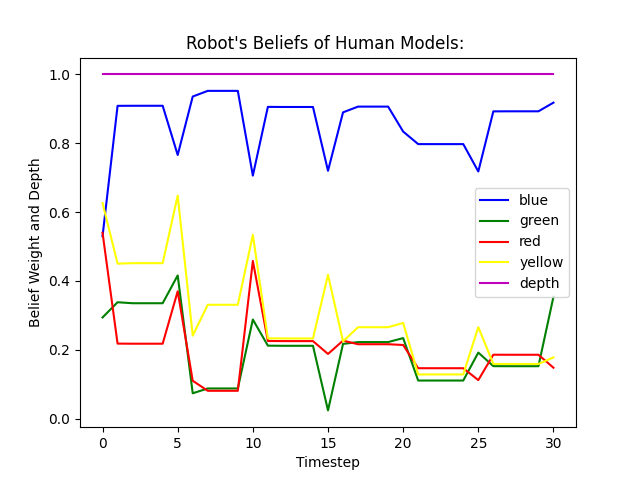 Robot's Beliefs of Human Models:
1.0
0.8
0.6
0.4
0.2
0.0
Belief Weight and Depth
blue
green
red
yellow
depth
0 5 10 15 20 25 30
Timestep